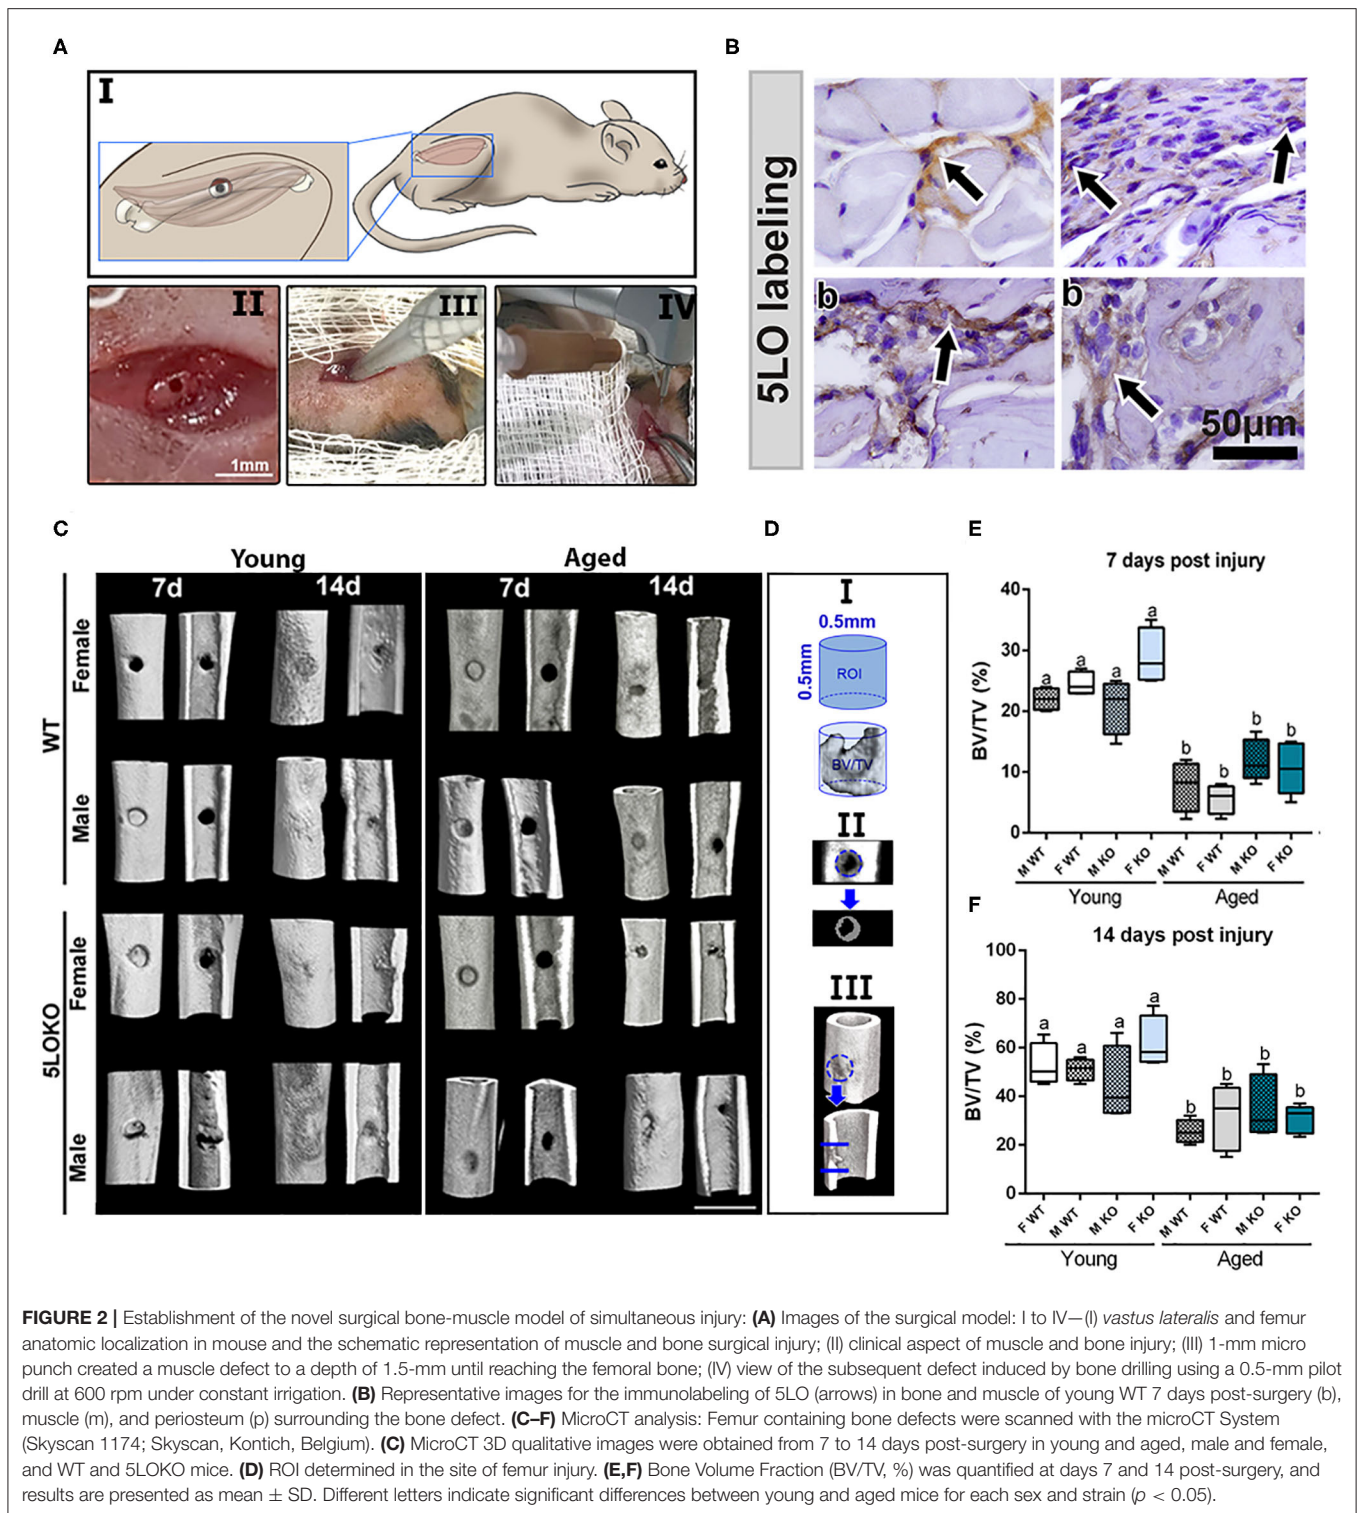 A
I
II
III
IV
1mm
B
5LO labeling
b
b
50µm
C
Young
Aged
7d
14d
7d
14d
WT
Female
Male
5LOKO
Female
Male
D
I
0.5mm
0.5mm
ROI
BV/TV
II
III
E
7 days post injury
BV/TV (%)
40
30
20
10
0
a
a
a
a
b
b
b
b
M WT
F WT
M KO
F KO
M WT
F WT
M KO
F KO
Young
Aged
F
14 days post injury
BV/TV (%)
100
80
60
40
20
0
a
a
a
a
b
b
b
b
F WT
M WT
M KO
F KO
M WT
F WT
M KO
F KO
Young
Aged
FIGURE 2 | Establishment of the novel surgical bone-muscle model of simultaneous injury: (A) Images of the surgical model: I to IV—(I) vastus lateralis and femur
anatomic localization in mouse and the schematic representation of muscle and bone surgical injury; (II) clinical aspect of muscle and bone injury; (III) 1-mm micro
punch created a muscle defect to a depth of 1.5-mm until reaching the femoral bone; (IV) view of the subsequent defect induced by bone drilling using a 0.5-mm pilot
drill at 600 rpm under constant irrigation. (B) Representative images for the immunolabeling of 5LO (arrows) in bone and muscle of young WT 7 days post-surgery (b),
muscle (m), and periosteum (p) surrounding the bone defect. (C–F) MicroCT analysis: Femur containing bone defects were scanned with the microCT System
(Skyscan 1174; Skyscan, Kontich, Belgium). (C) MicroCT 3D qualitative images were obtained from 7 to 14 days post-surgery in young and aged, male and female,
and WT and 5LOKO mice. (D) ROI determined in the site of femur injury. (E,F) Bone Volume Fraction (BV/TV, %) was quantified at days 7 and 14 post-surgery, and
results are presented as mean ± SD. Different letters indicate significant differences between young and aged mice for each sex and strain (p < 0.05).